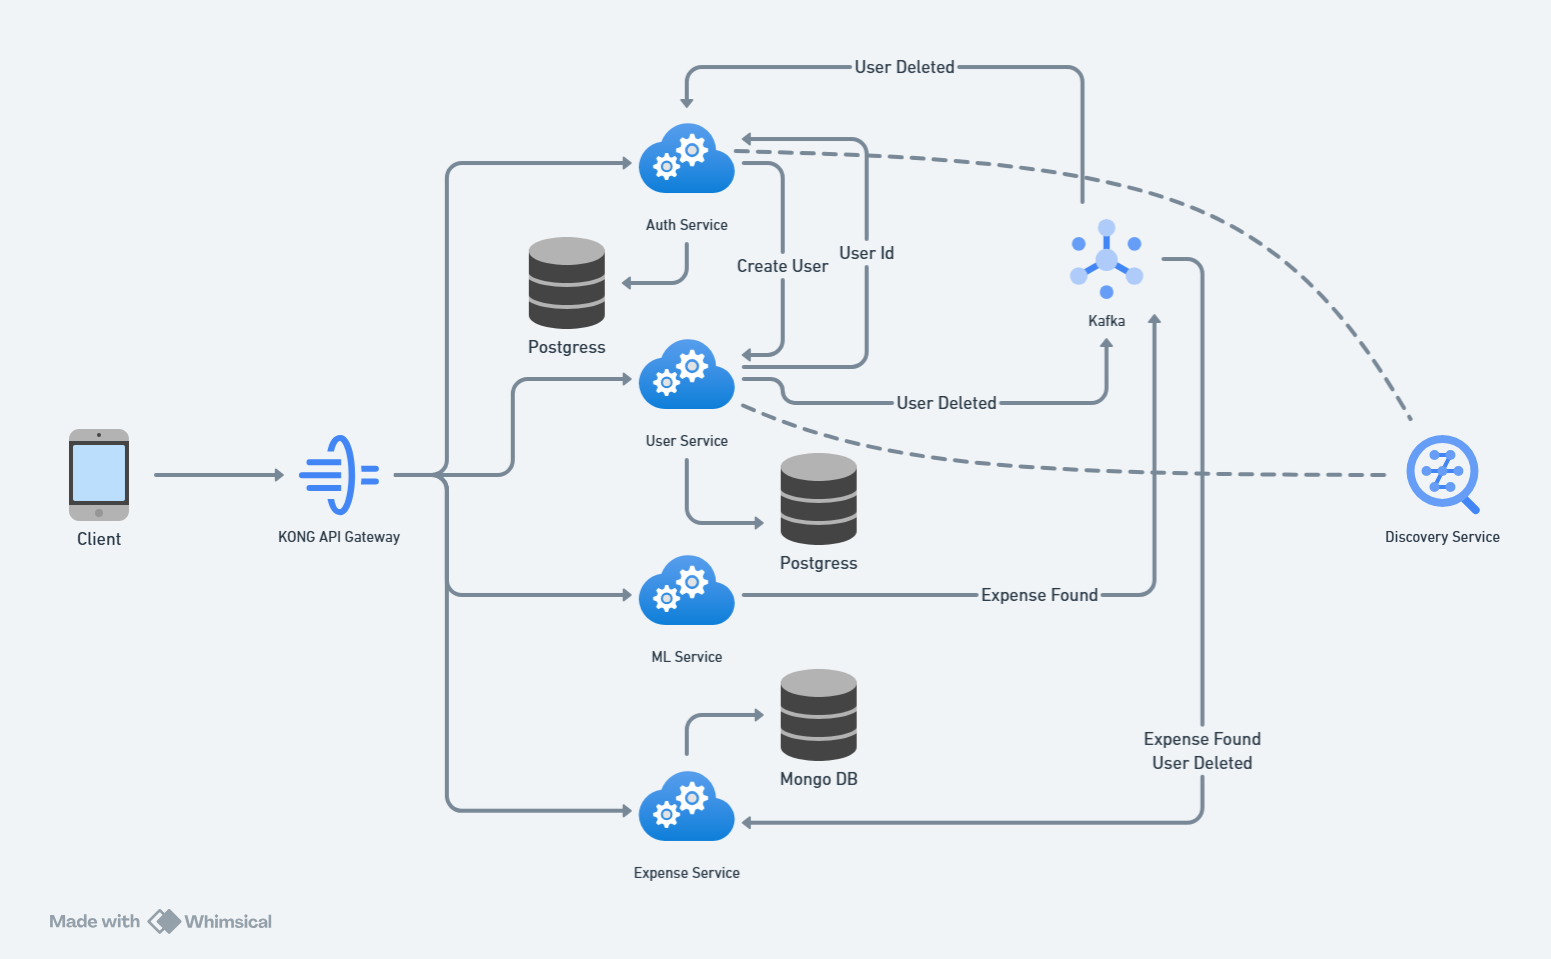 User Deleted
Auth Service
User Id
Create User
Kafka
Postgress
User Deleted
User Service
Client
KONG API Gateway
Discovery Service
Postgress
Expense Found
ML Service
Expense Found
User Deleted
Mongo DB
Expense Service
Made with Whimsical